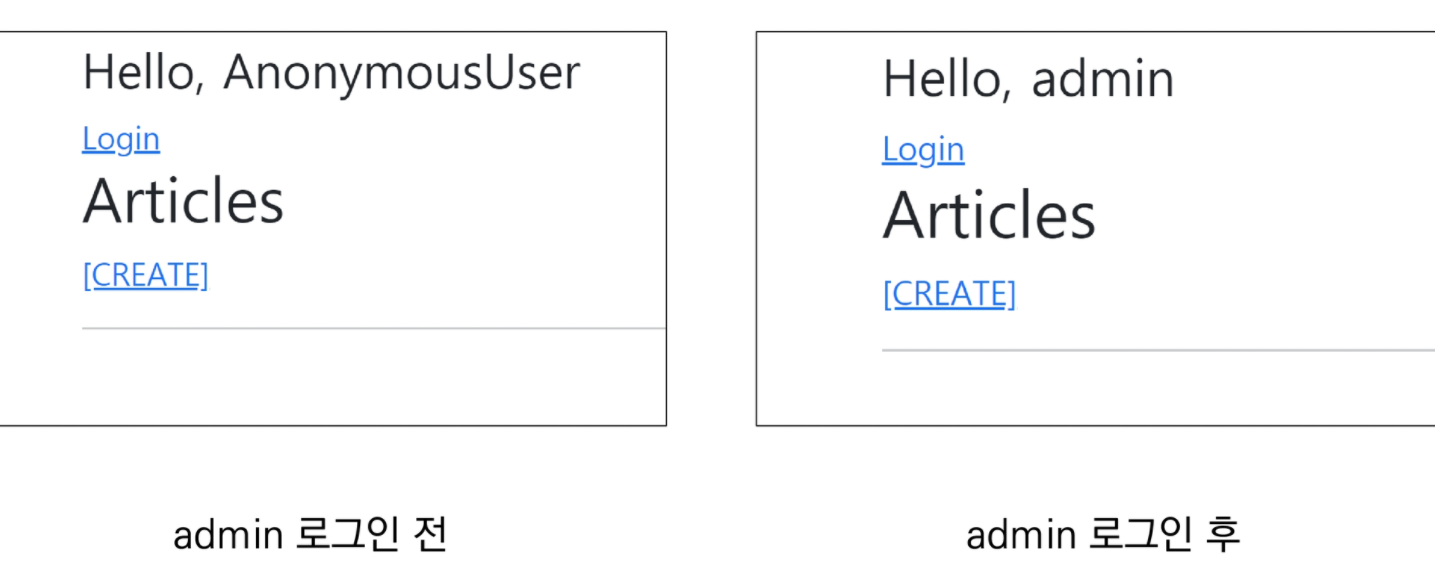 Hello, AnonymousUser
Login
Articles
[CREATE]
admin 로그인 전
Hello, admin
Login
Articles
[CREATE]
admin 로그인 후